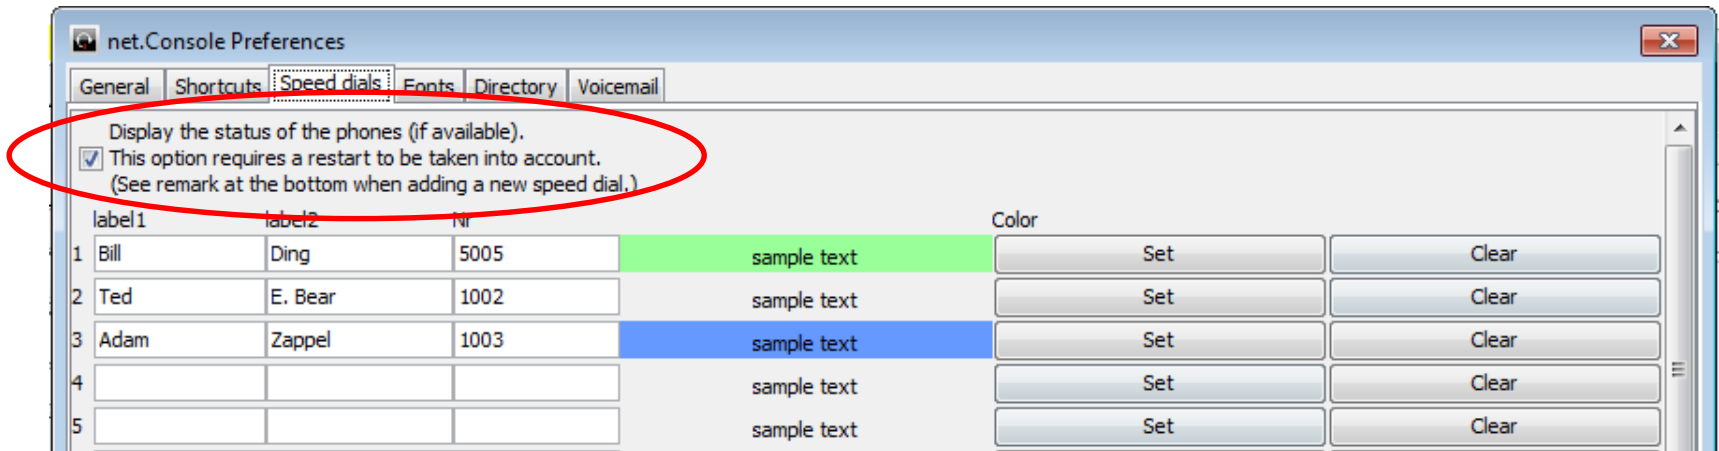 net.Console Preferences
General Shortcuts Speed dials Fonts Directory Voicemail
Display the status of the phones (if available).
This option requires a restart to be taken into account.
(See remark at the bottom when adding a new speed dial.)
label1 label2 Nr Color
1 Bill Ding 5005 sample text Set Clear
2 Ted E. Bear 1002 sample text Set Clear
3 Adam Zappel 1003 sample text Set Clear
4 sample text Set Clear
5 sample text Set Clear